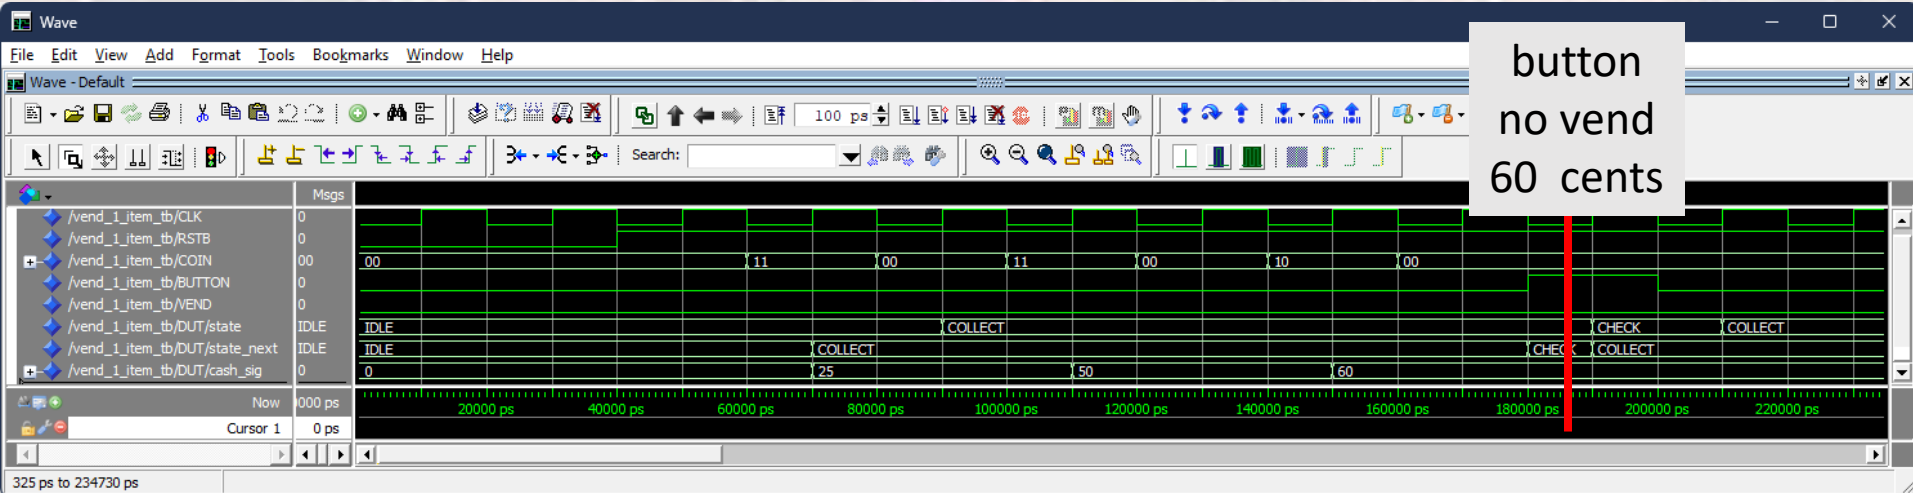 Wave
button
no vend
60 cents
File Edit View Add Format Tools Bookmarks Window Help
Wave - Default
100 ps
Search:
Msgs
/vend_1_item_tb/CLK 0
/vend_1_item_tb/RSTB 0
/vend_1_item_tb/COIN 00 00 11 00 11 00 10 00
/vend_1_item_tb/BUTTON 0
/vend_1_item_tb/VEND 0
/vend_1_item_tb/DUT/state IDLE IDLE COLLECT CHECK COLLECT
/vend_1_item_tb/DUT/state_next IDLE IDLE COLLECT CHECK COLLECT
/vend_1_item_tb/DUT/cash_sig 0 0 25 50 60
Now 000 ps 20000 ps 40000 ps 60000 ps 80000 ps 100000 ps 120000 ps 140000 ps 160000 ps 180000 ps 200000 ps 220000 ps
Cursor 1 0 ps
325 ps to 234730 ps